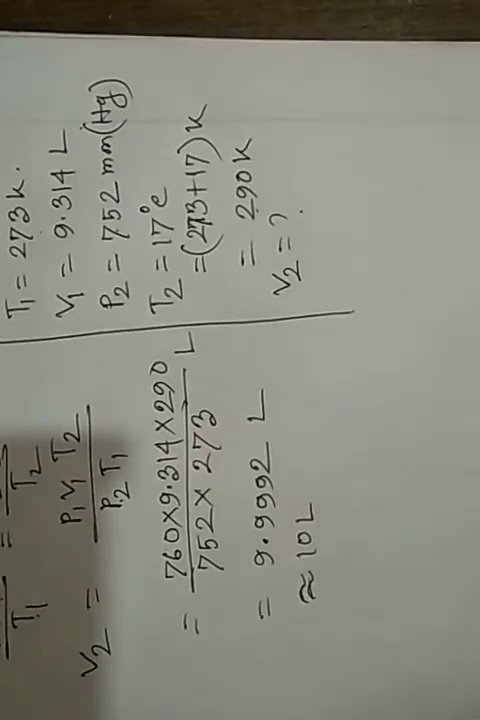 T₁ = 273 K.
V₁ = 9.314 L
P₂ = 752 mm(Hg)
T₂ = 17°c
=(273+17)K
= 290K
V₂ = ?
T₁ = T₂
V₂ = P₁V₁T₂ / P₂T₁
= 760×9.314×290 / 752 × 273 L
= 9.9992 L
≈ 10L